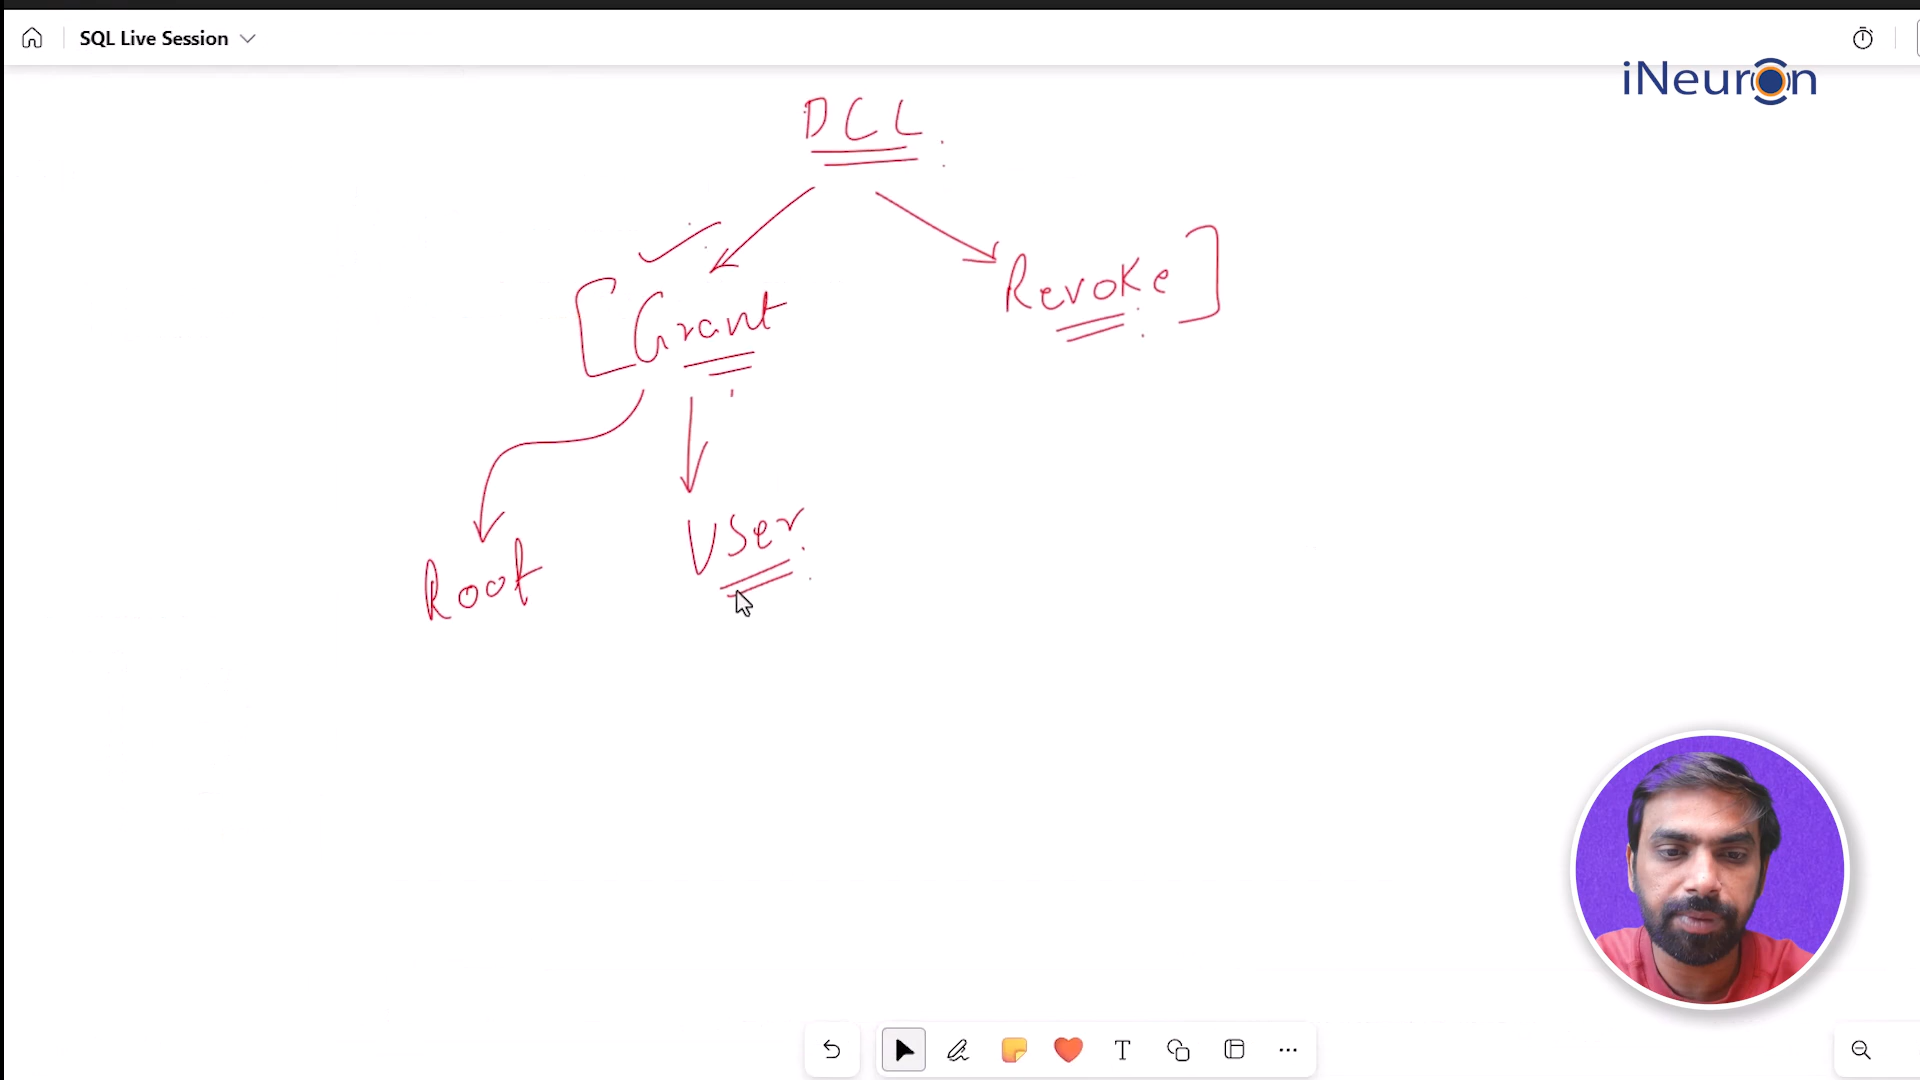 SQL Live Session
iNeuron
DCL
[Grant
Revoke]
Root
User
T